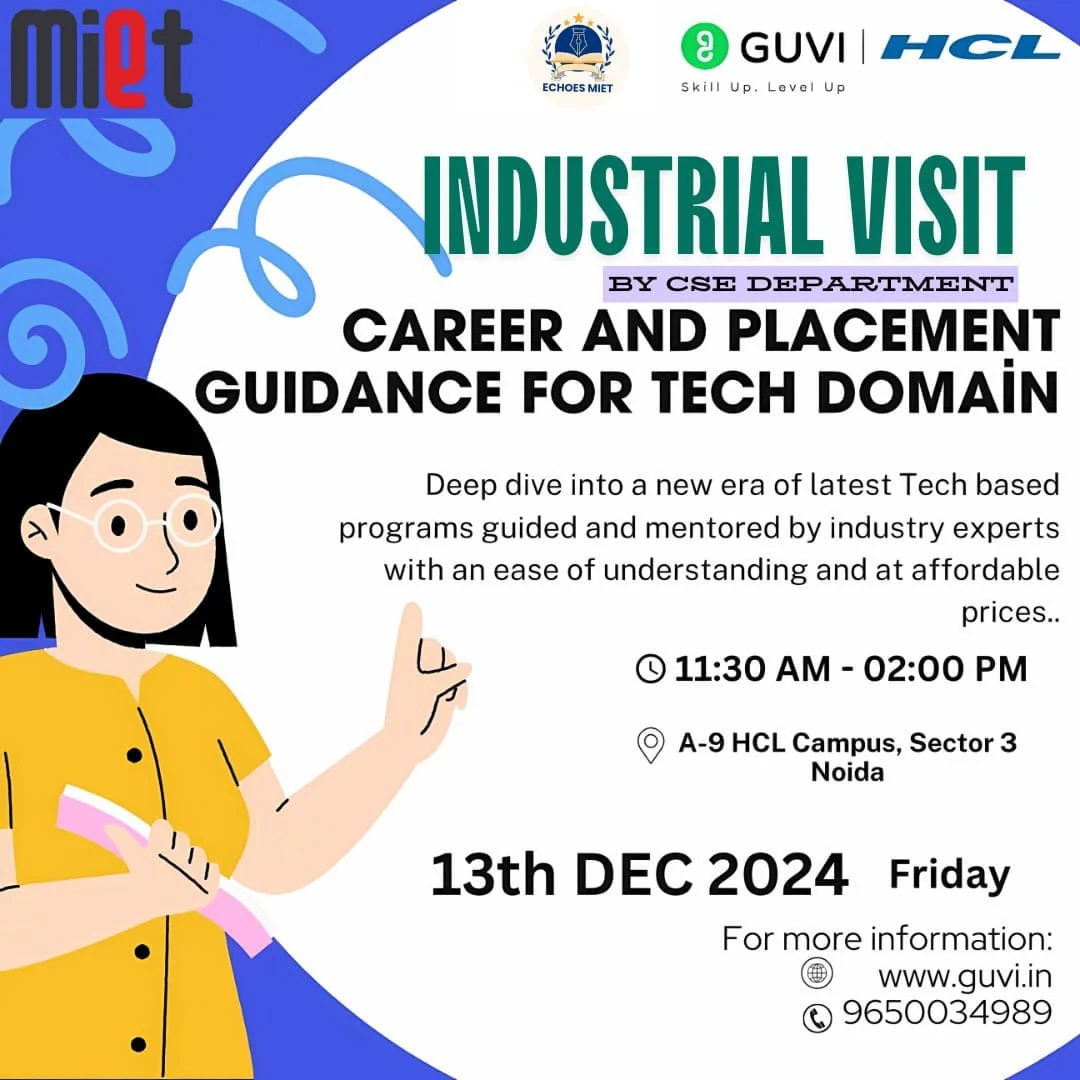 miet
ECHOES MIET
GUVI | HCL
Skill Up. Level Up
INDUSTRIAL VISIT
BY CSE DEPARTMENT
CAREER AND PLACEMENT
GUIDANCE FOR TECH DOMAİN
Deep dive into a new era of latest Tech based
programs guided and mentored by industry experts
with an ease of understanding and at affordable
prices..
11:30 AM - 02:00 PM
A-9 HCL Campus, Sector 3
Noida
13th DEC 2024 Friday
For more information:
www.guvi.in
9650034989